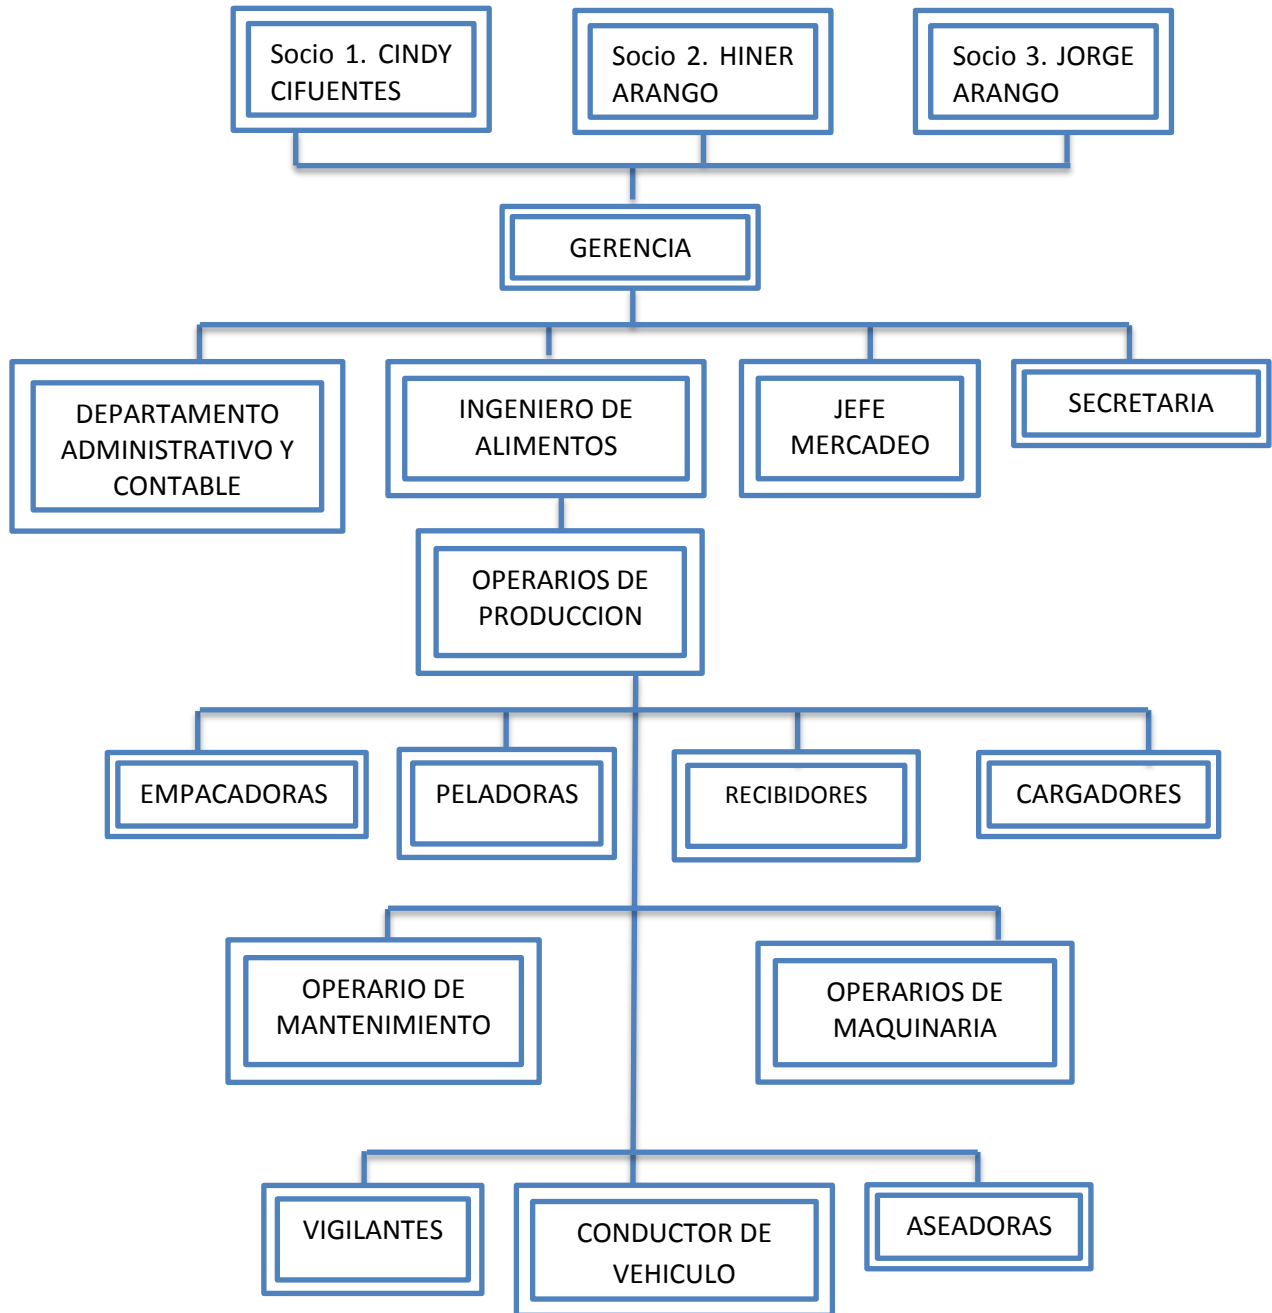 Socio 1. CINDY
CIFUENTES
Socio 2. HINER
ARANGO
Socio 3. JORGE
ARANGO
GERENCIA
DEPARTAMENTO
ADMINISTRATIVO Y
CONTABLE
INGENIERO DE
ALIMENTOS
JEFE
MERCADEO
SECRETARIA
OPERARIOS DE
PRODUCCION
EMPACADORAS
PELADORAS
RECIBIDORES
CARGADORES
OPERARIO DE
MANTENIMIENTO
OPERARIOS DE
MAQUINARIA
VIGILANTES
CONDUCTOR DE
VEHICULO
ASEADORAS